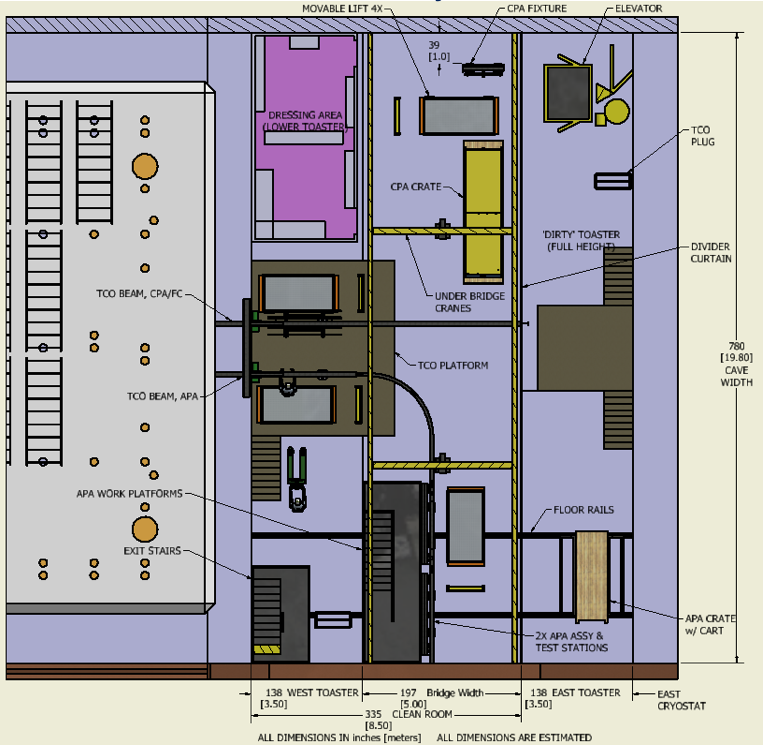 MOVABLE LIFT 4X
CPA FIXTURE
ELEVATOR
39
[1.0]
DRESSING AREA
(LOWER TOASTER)
TCO
PLUG
CPA CRATE
'DIRTY' TOASTER
(FULL HEIGHT)
DIVIDER
CURTAIN
TCO BEAM, CPA/FC
UNDER BRIDGE
CRANES
780
[19.80]
CAVE
WIDTH
TCO PLATFORM
TCO BEAM, APA
APA WORK PLATFORMS
FLOOR RAILS
EXIT STAIRS
APA CRATE
w/ CART
2X APA ASSY &
TEST STATIONS
138 WEST TOASTER
[3.50]
197 Bridge Width
[5.00]
138 EAST TOASTER
[3.50]
EAST
CRYOSTAT
335 CLEAN ROOM
[8.50]
ALL DIMENSIONS IN inches [meters] ALL DIMENSIONS ARE ESTIMATED